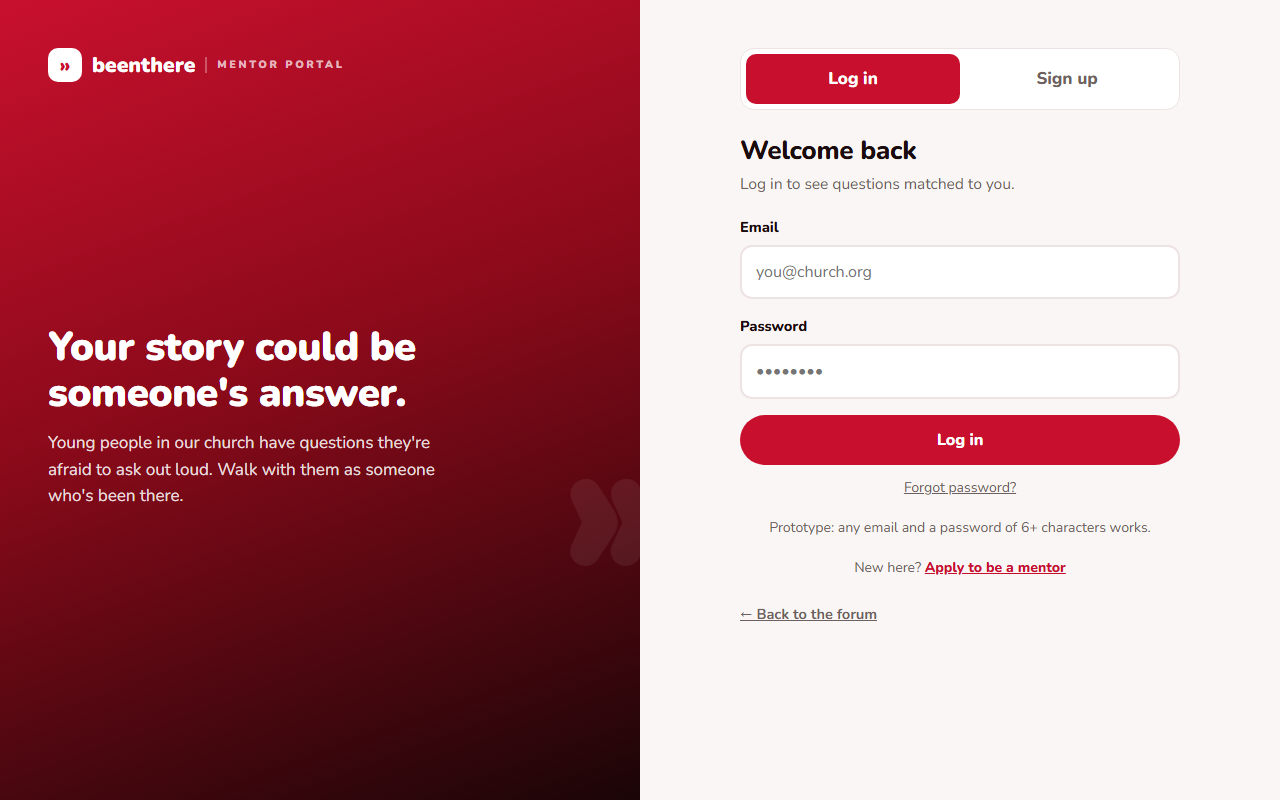 » beenthere | MENTOR PORTAL
Your story could be
someone's answer.
Young people in our church have questions they're
afraid to ask out loud. Walk with them as someone
who's been there.
Log in
Sign up
Welcome back
Log in to see questions matched to you.
Email
you@church.org
Password
••••••••
Log in
Forgot password?
Prototype: any email and a password of 6+ characters works.
New here? Apply to be a mentor
← Back to the forum